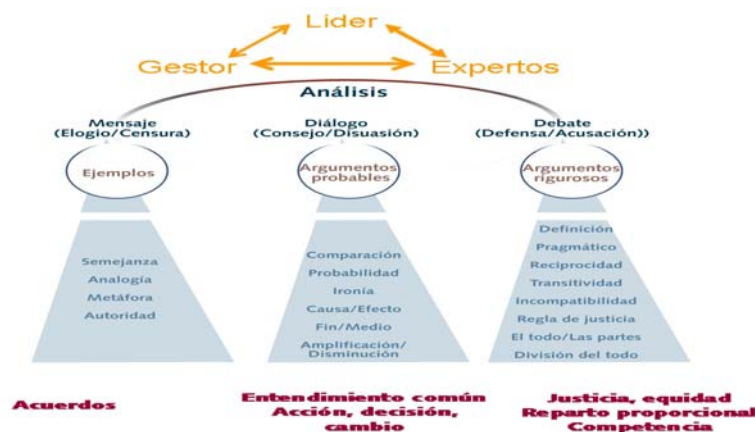 Lider
Gestor
Expertos
Análisis
Mensaje
(Elogio/Censura)
Diálogo
(Consejo/Disuasión)
Debate
(Defensa/Acusación))
Ejemplos
Argumentos
probables
Argumentos
rigurosos
Semejanza
Analogía
Metáfora
Autoridad
Comparación
Probabilidad
Ironía
Causa/Efecto
Fin/Medio
Amplificación/
Disminución
Definición
Pragmático
Reciprocidad
Transitividad
Incompatibilidad
Regla de justicia
El todo/Las partes
División del todo
Acuerdos
Entendimiento común
Acción, decisión,
cambio
Justicia, equidad
Reparto proporcional
Competencia